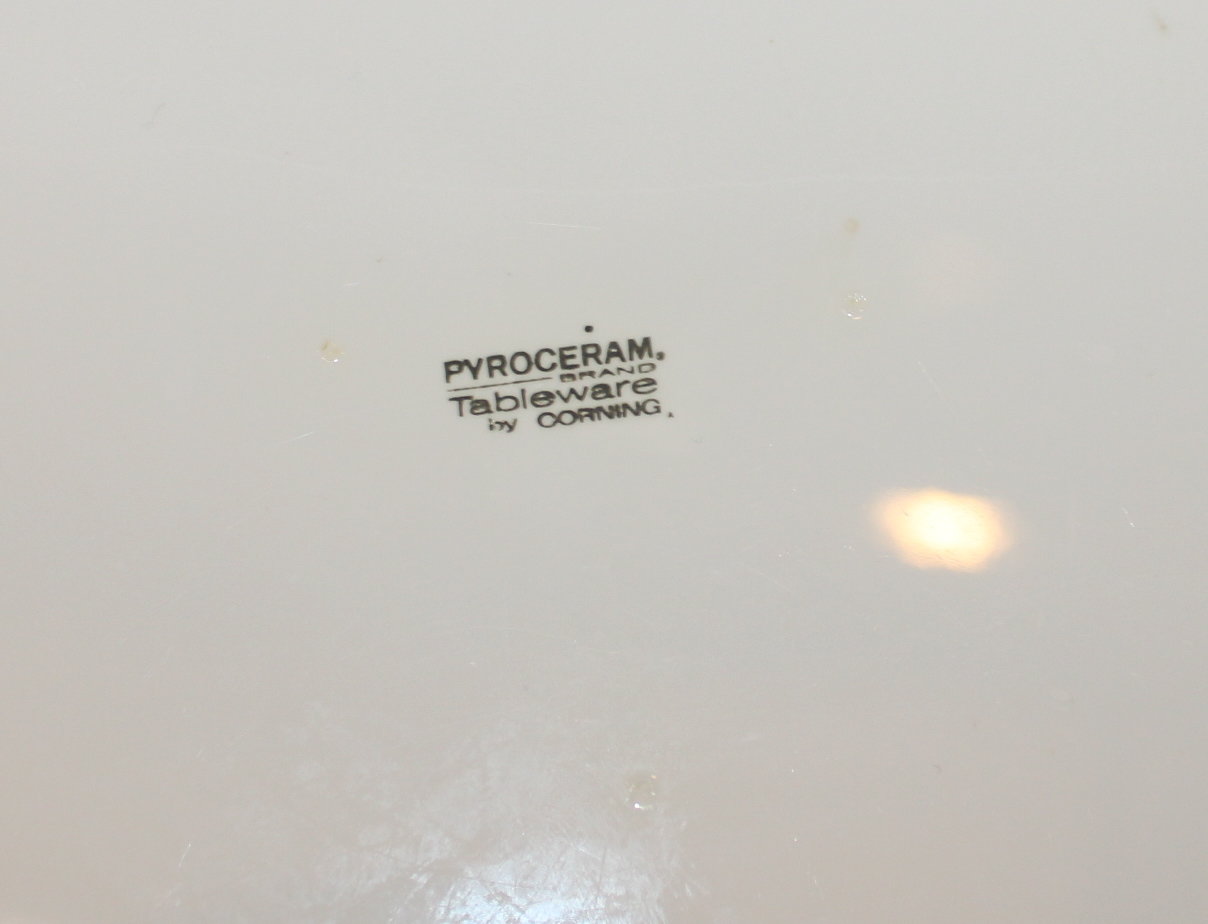 PYROCERAM®
BRAND
Tableware
by CORNING.